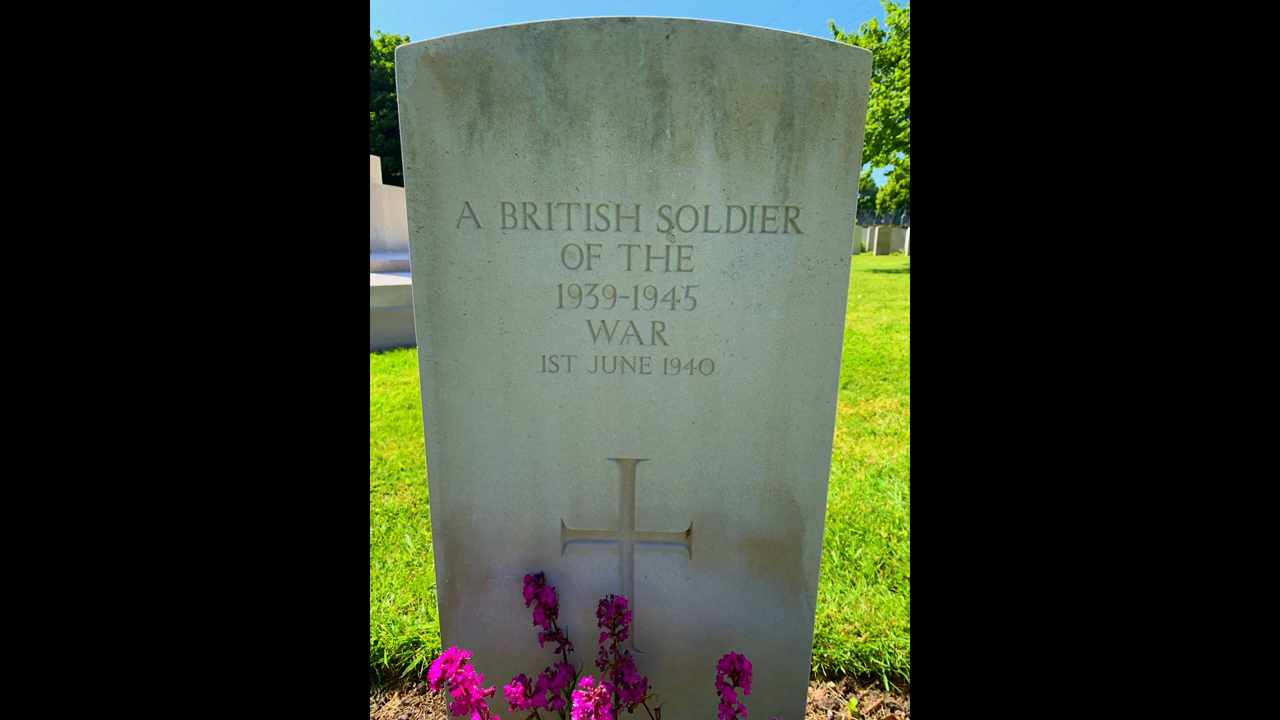 A BRITISH SOLDIER
OF THE
1939-1945
WAR
1ST JUNE 1940